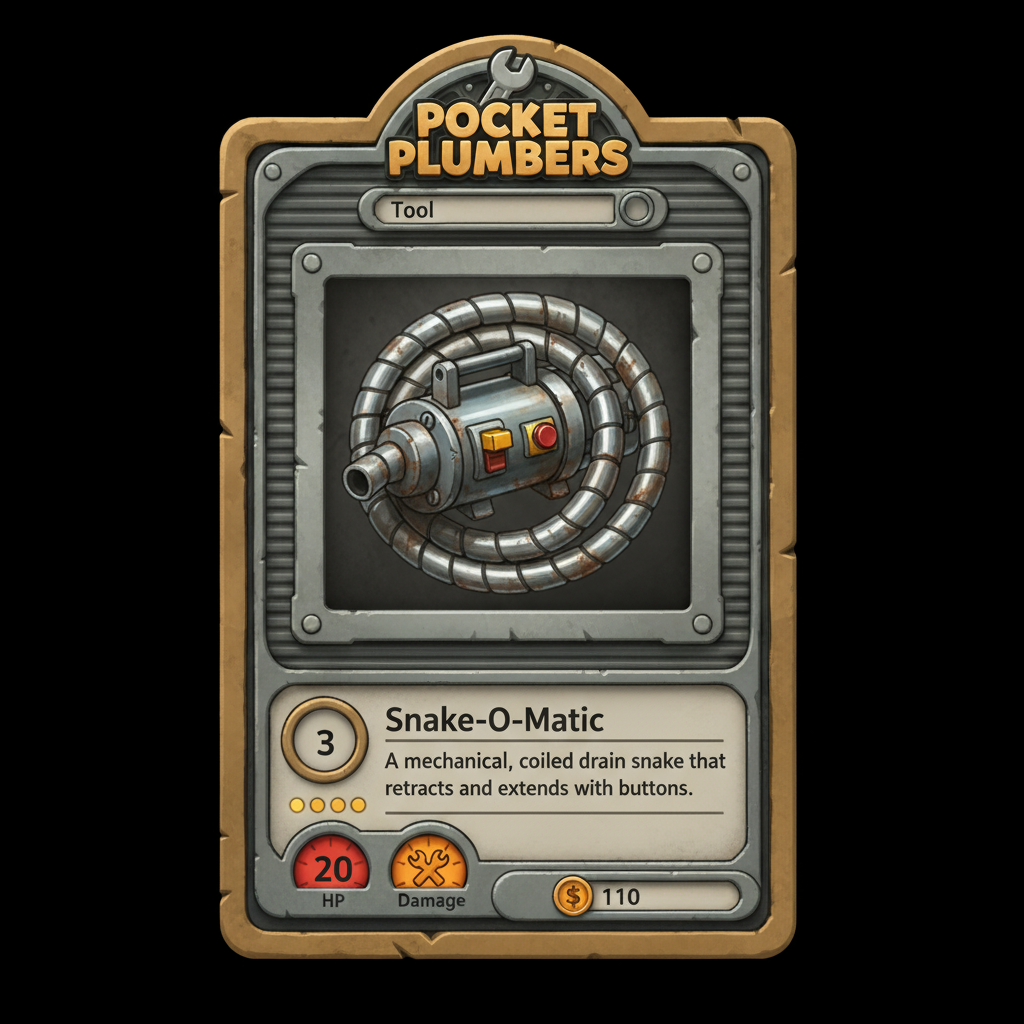 POCKET
PLUMBERS
Tool
3
Snake-O-Matic
A mechanical, coiled drain snake that
retracts and extends with buttons.
20
HP
Damage
$ 110